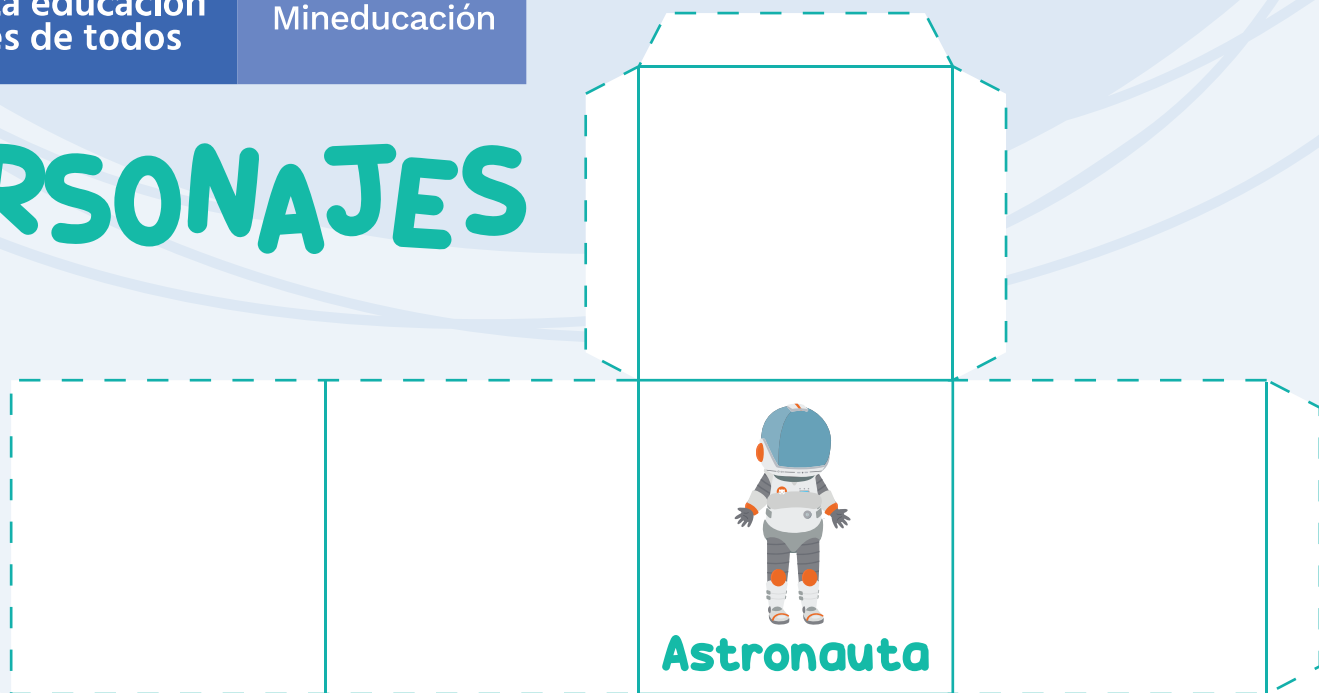 a educación
es de todos
Mineducación
RSONAJES
Astronauta